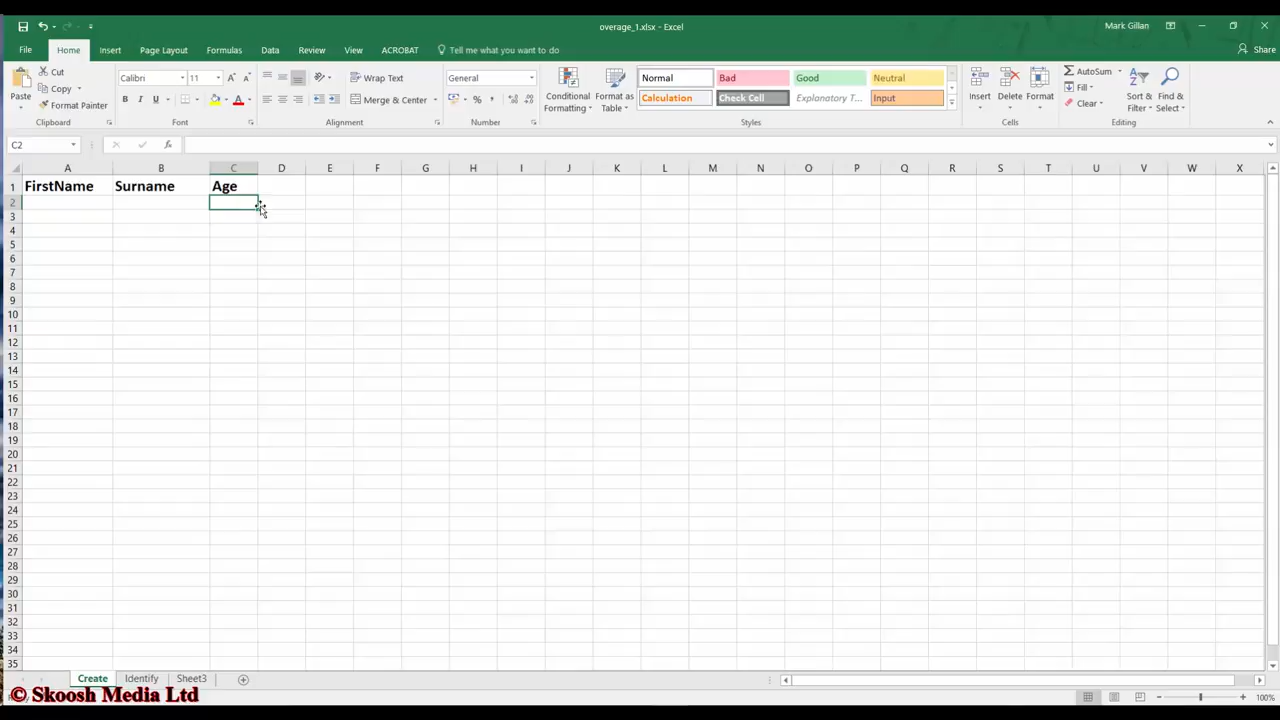 overage_1.xlsx - Excel
Mark Gillan
File Home Insert Page Layout Formulas Data Review View ACROBAT Tell me what you want to do Share
Paste
Cut
Copy
Format Painter
Clipboard
Calibri 11
B I U
Font
Wrap Text
Merge & Center
Alignment
General
%
Number
Conditional Formatting
Format as Table
Normal Bad Good Neutral
Calculation Check Cell Explanatory T... Input
Styles
Insert Delete Format
Cells
AutoSum
Fill
Clear
Sort & Filter
Find & Select
Editing
C2 fx
A B C D E F G H I J K L M N O P Q R S T U V W X
1 FirstName Surname Age
2
3
4
5
6
7
8
9
10
11
12
13
14
15
16
17
18
19
20
21
22
23
24
25
26
27
28
29
30
31
32
33
34
35
Create Identify Sheet3
© Skoosh Media Ltd
100%